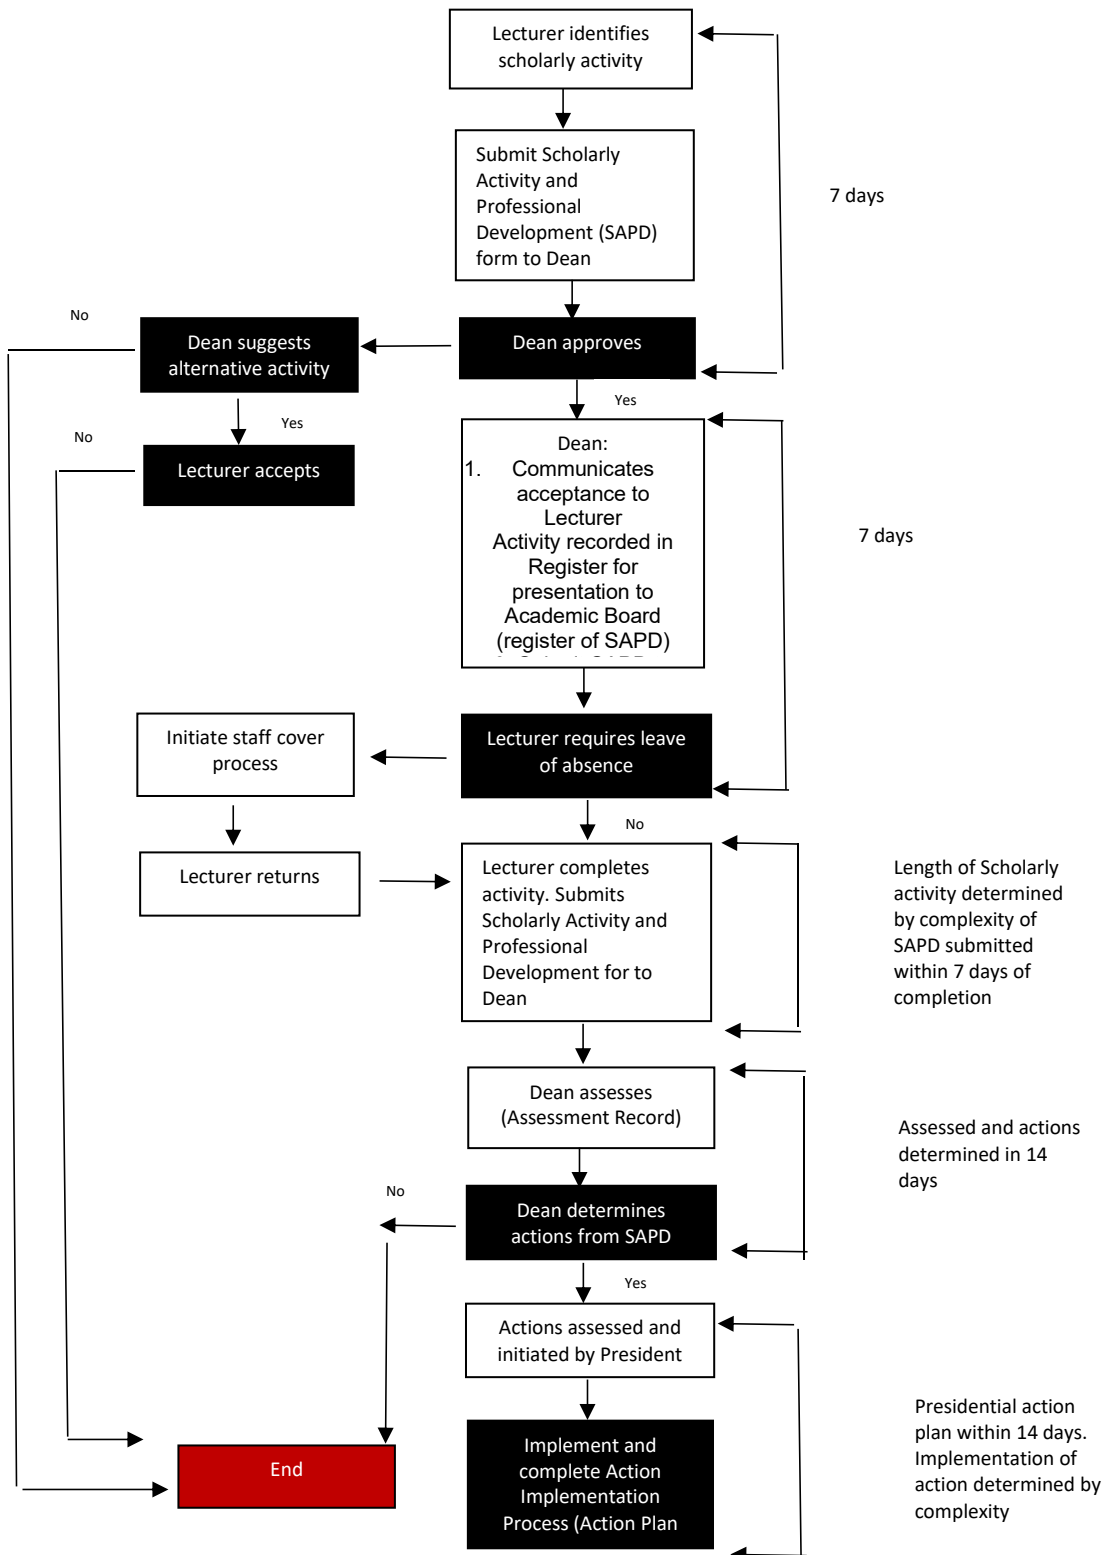 Lecturer identifies
scholarly activity
Submit Scholarly
Activity and
Professional
Development (SAPD)
form to Dean
7 days
No
Dean suggests
alternative activity
Dean approves
Yes
Yes
No
Lecturer accepts
Dean:
1. Communicates
acceptance to
Lecturer
Activity recorded in
Register for
presentation to
Academic Board
(register of SAPD)
7 days
Initiate staff cover
process
Lecturer requires leave
of absence
No
Lecturer returns
Lecturer completes
activity. Submits
Scholarly Activity and
Professional
Development for to
Dean
Length of Scholarly
activity determined
by complexity of
SAPD submitted
within 7 days of
completion
Dean assesses
(Assessment Record)
Assessed and actions
determined in 14
days
No
Dean determines
actions from SAPD
Yes
Actions assessed and
initiated by President
Presidential action
plan within 14 days.
Implementation of
action determined by
complexity
End
Implement and
complete Action
Implementation
Process (Action Plan